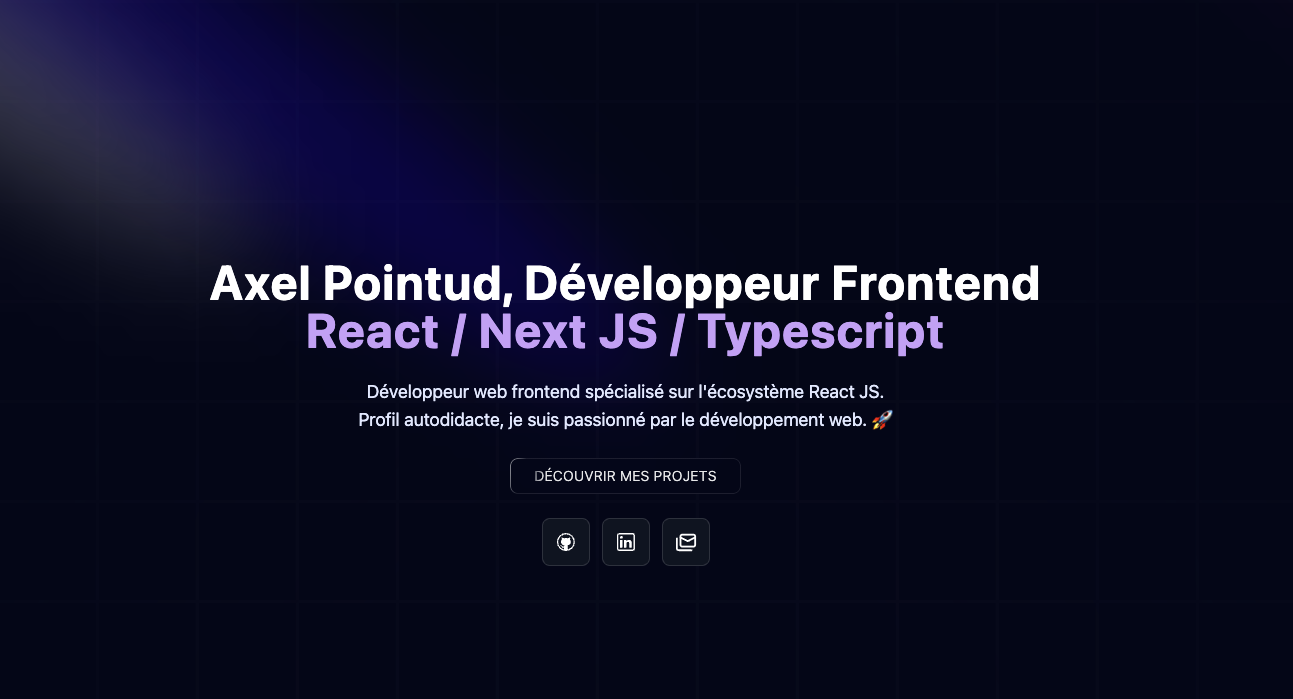 Axel Pointud, Développeur Frontend
React / Next JS / Typescript
Développeur web frontend spécialisé sur l'écosystème React JS.
Profil autodidacte, je suis passionné par le développement web. 🚀
DÉCOUVRIR MES PROJETS
in